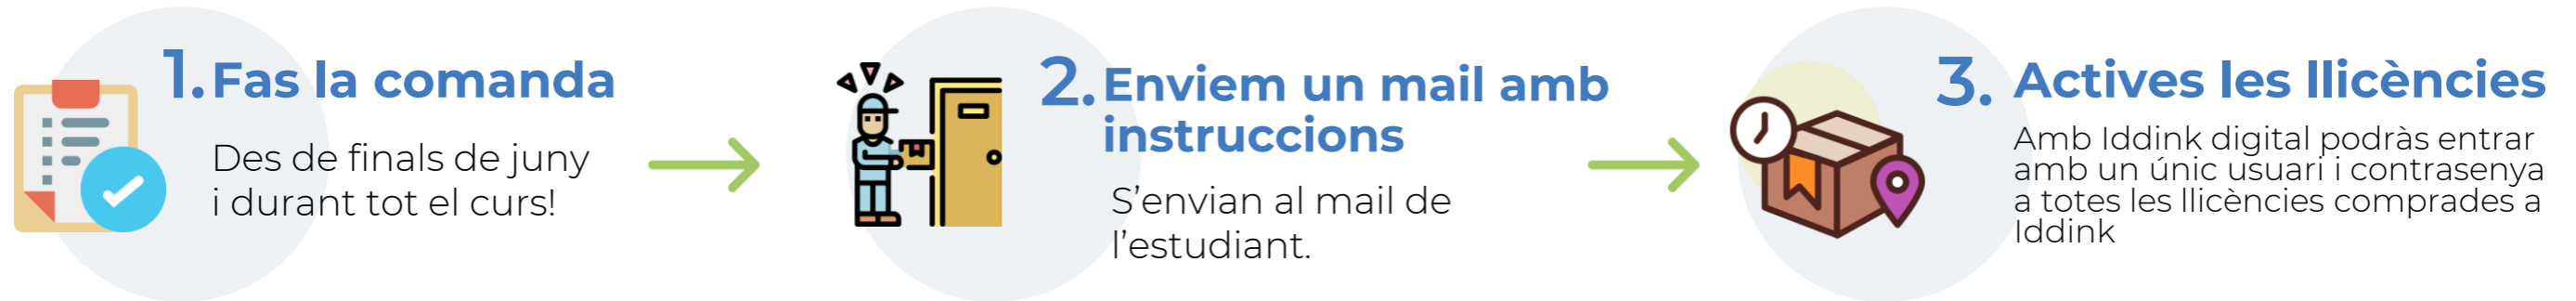 1. Fas la comanda
Des de finals de juny
i durant tot el curs!
2. Enviem un mail amb
instruccions
S'envian al mail de
l'estudiant.
3. Actives les llicències
Amb Iddink digital podràs entrar
amb un únic usuari i contrasenya
a totes les llicències comprades a
Iddink